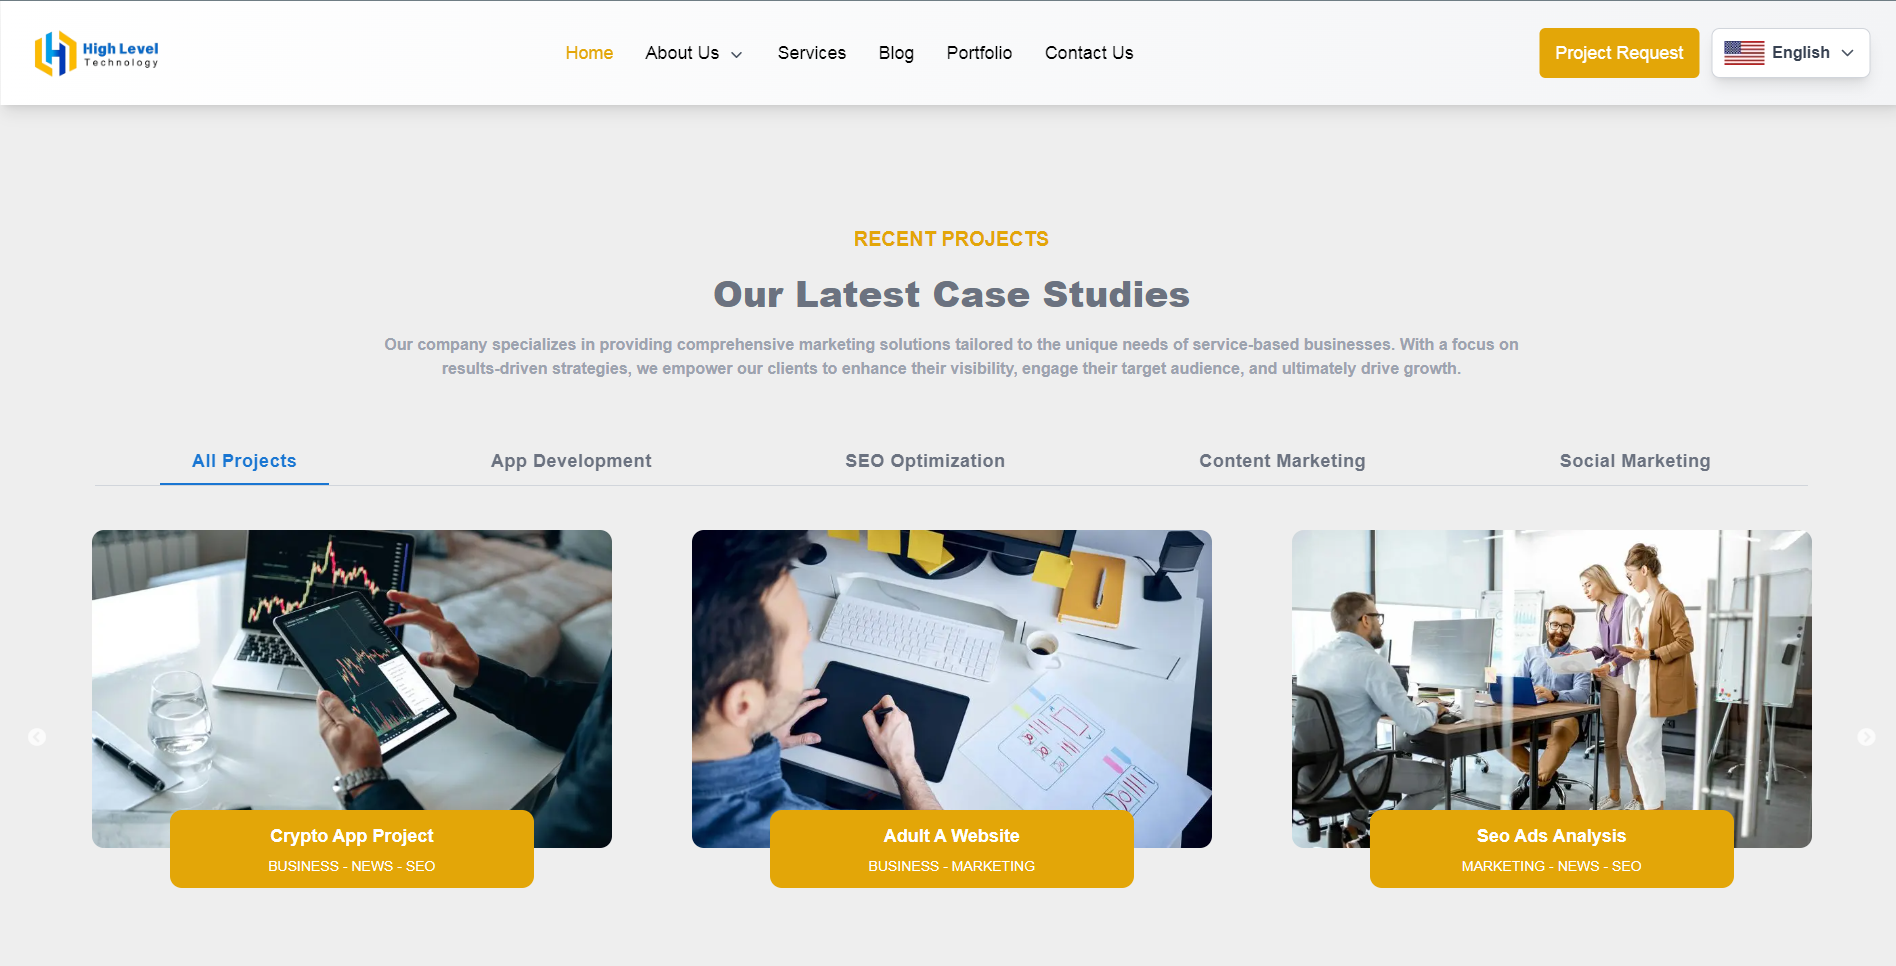 High Level
Technology
Home
About Us
Services
Blog
Portfolio
Contact Us
Project Request
English
RECENT PROJECTS
Our Latest Case Studies
Our company specializes in providing comprehensive marketing solutions tailored to the unique needs of service-based businesses. With a focus on
results-driven strategies, we empower our clients to enhance their visibility, engage their target audience, and ultimately drive growth.
All Projects
App Development
SEO Optimization
Content Marketing
Social Marketing
Crypto App Project
BUSINESS - NEWS - SEO
Adult A Website
BUSINESS - MARKETING
Seo Ads Analysis
MARKETING - NEWS - SEO